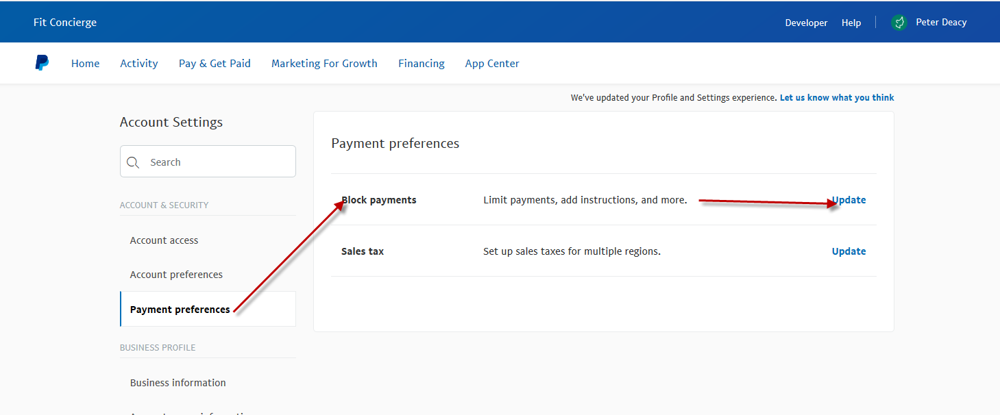 Fit Concierge
Developer Help Peter Deacy
Home Activity Pay & Get Paid Marketing For Growth Financing App Center
We've updated your Profile and Settings experience. Let us know what you think
Account Settings
Search
ACCOUNT & SECURITY
Account access
Account preferences
Payment preferences
BUSINESS PROFILE
Business information
Payment preferences
Block payments Limit payments, add instructions, and more. Update
Sales tax Set up sales taxes for multiple regions. Update